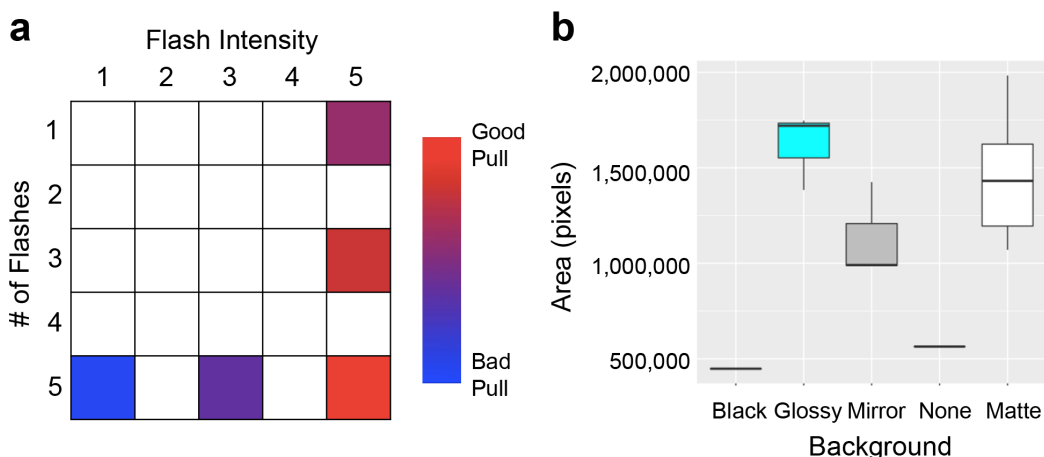 a
Flash Intensity
1 2 3 4 5
# of Flashes
1
2
3
4
5
Good
Pull
Bad
Pull
b
Area (pixels)
2,000,000
1,500,000
1,000,000
500,000
Black Glossy Mirror None Matte
Background